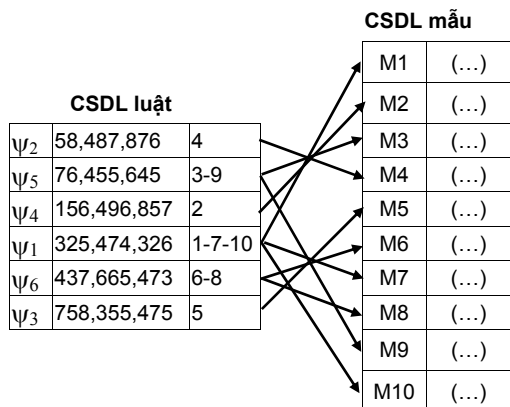 CSDL mẫu
M1 (…)
M2 (…)
M3 (…)
M4 (…)
M5 (…)
M6 (…)
M7 (…)
M8 (…)
M9 (…)
M10 (…)
CSDL luật
ψ2 58,487,876 4
ψ5 76,455,645 3-9
ψ4 156,496,857 2
ψ1 325,474,326 1-7-10
ψ6 437,665,473 6-8
ψ3 758,355,475 5